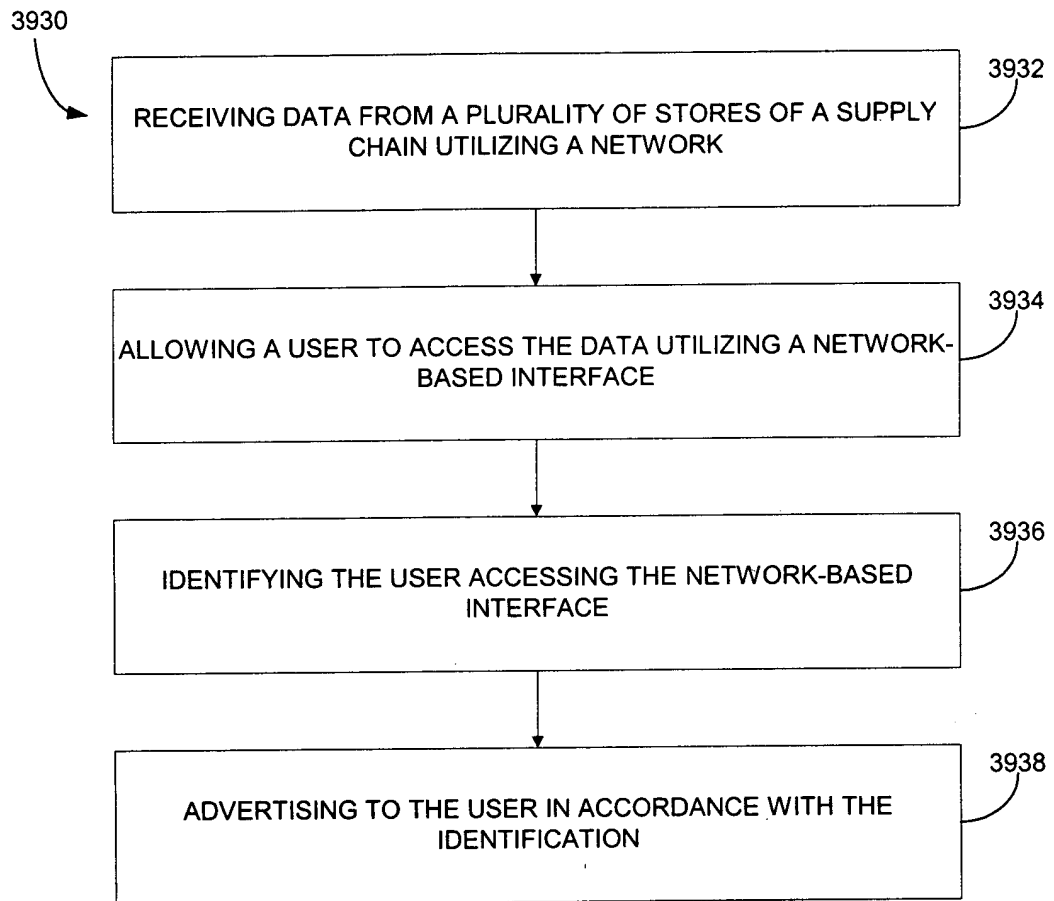 3930
3932
RECEIVING DATA FROM A PLURALITY OF STORES OF A SUPPLY
CHAIN UTILIZING A NETWORK
3934
ALLOWING A USER TO ACCESS THE DATA UTILIZING A NETWORK-
BASED INTERFACE
3936
IDENTIFYING THE USER ACCESSING THE NETWORK-BASED
INTERFACE
3938
ADVERTISING TO THE USER IN ACCORDANCE WITH THE
IDENTIFICATION